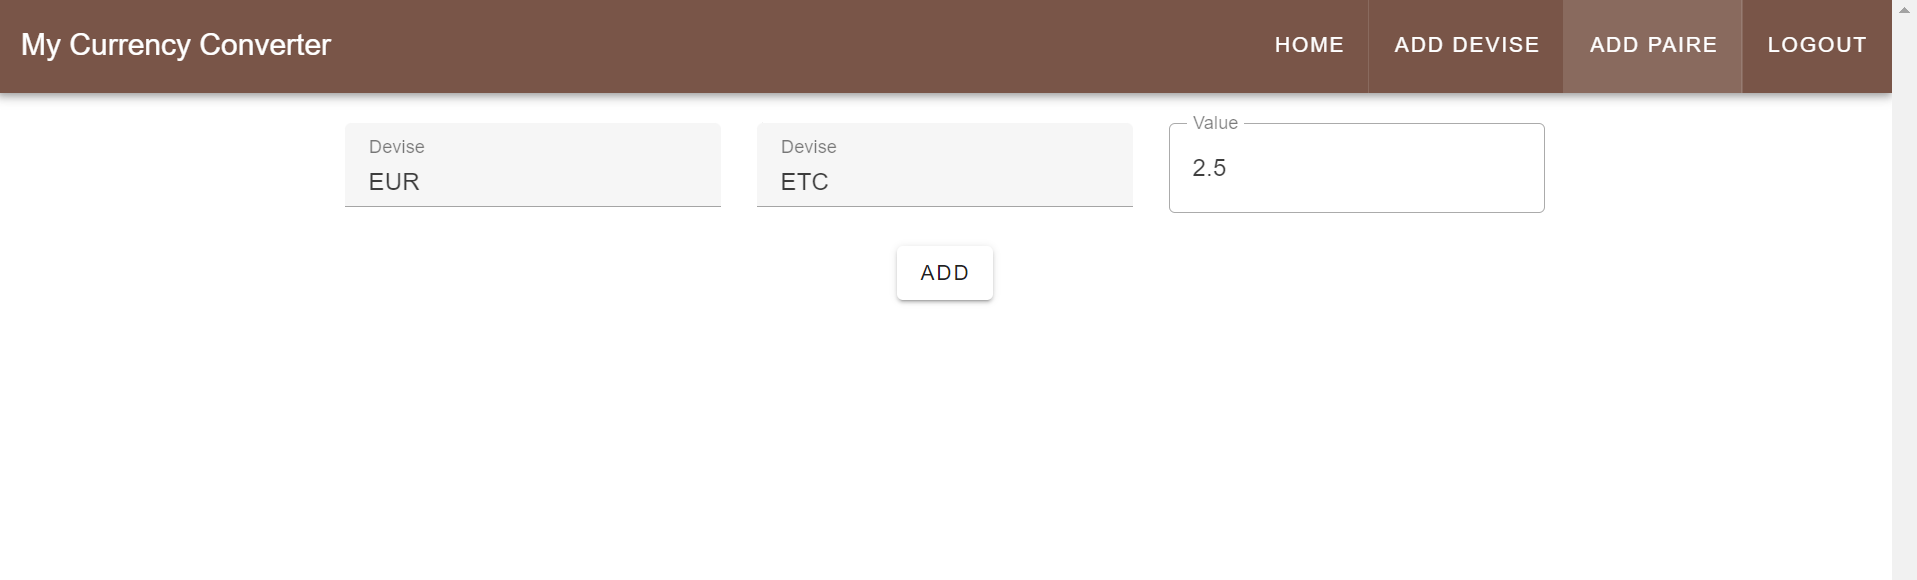 My Currency Converter
HOME
ADD DEVISE
ADD PAIRE
LOGOUT
Devise
EUR
Devise
ETC
Value
2.5
ADD